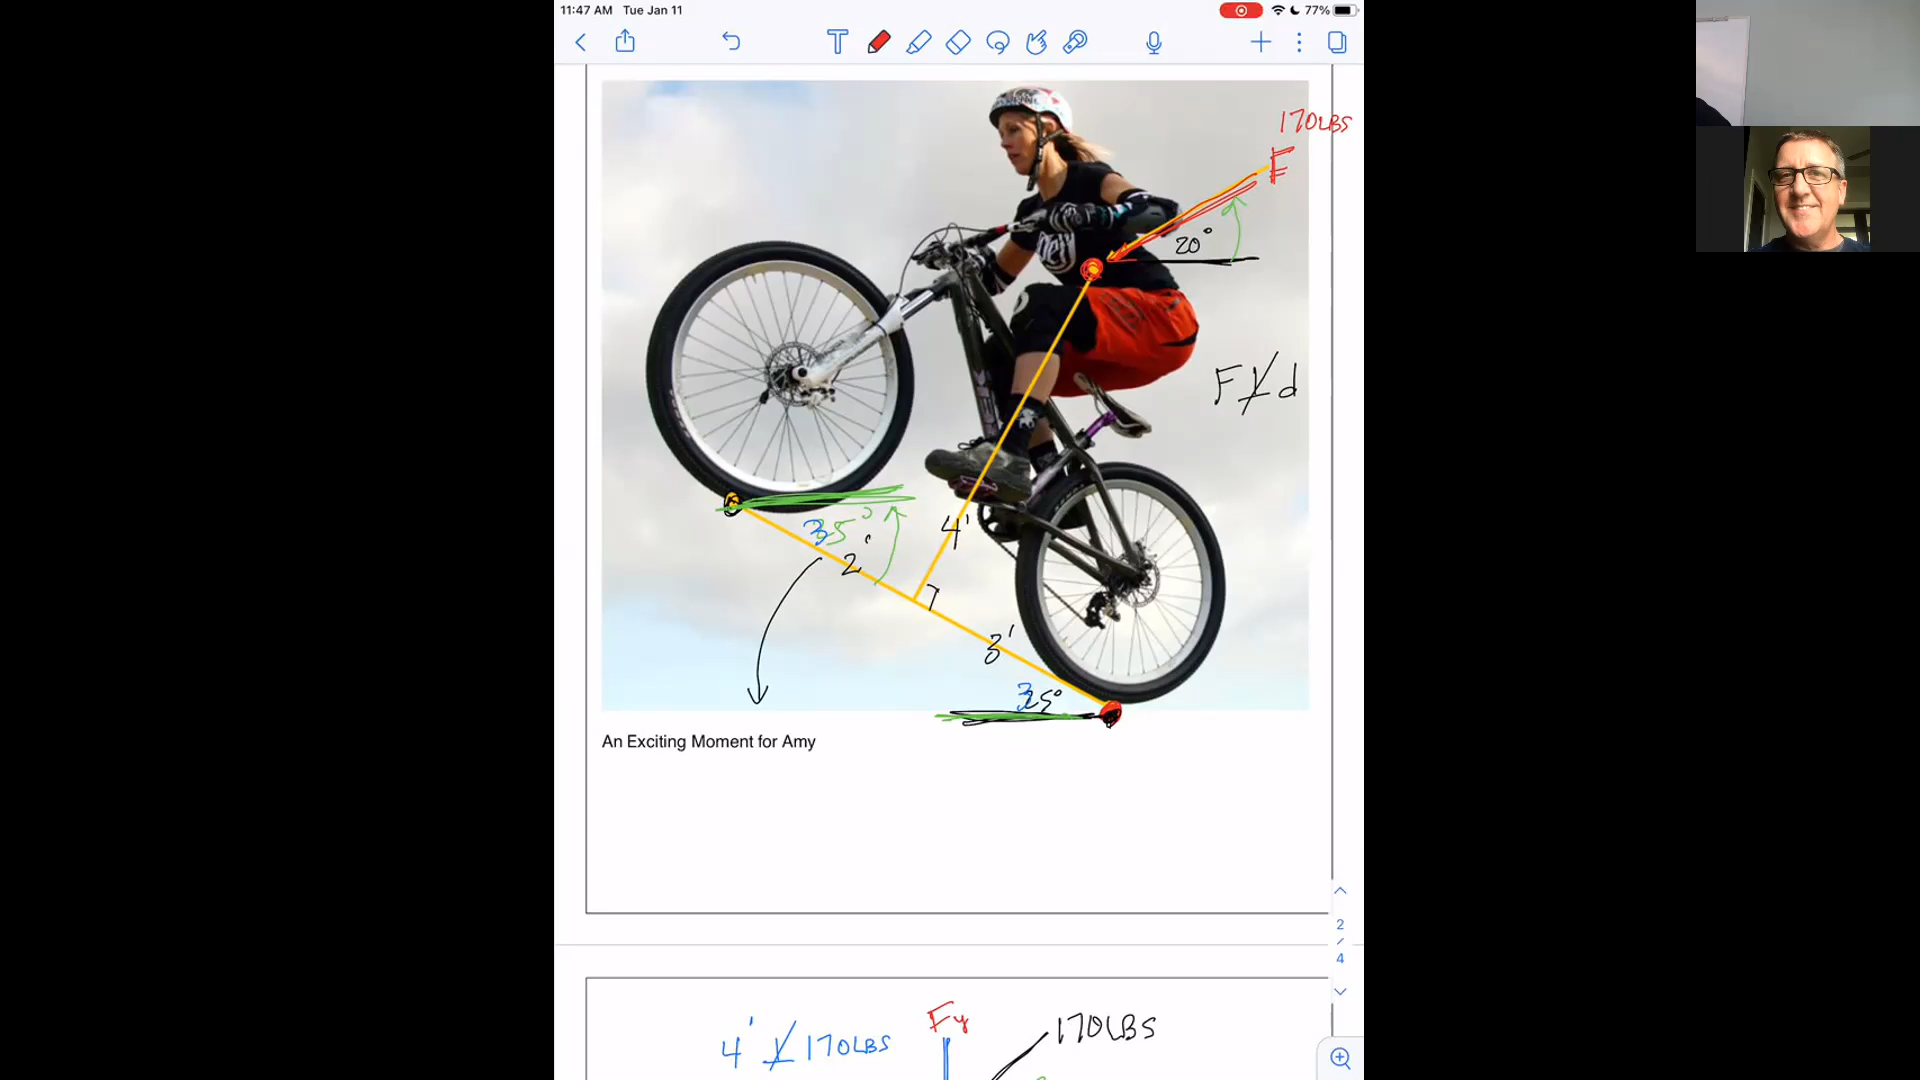 11:47 AM Tue Jan 11
77%
170LBS
F
20°
F ⊥̸ d
4'
35°
2'
3'
35°
An Exciting Moment for Amy
2
/
4
Fy
170LBS
4' ⊥̸ 170LBS